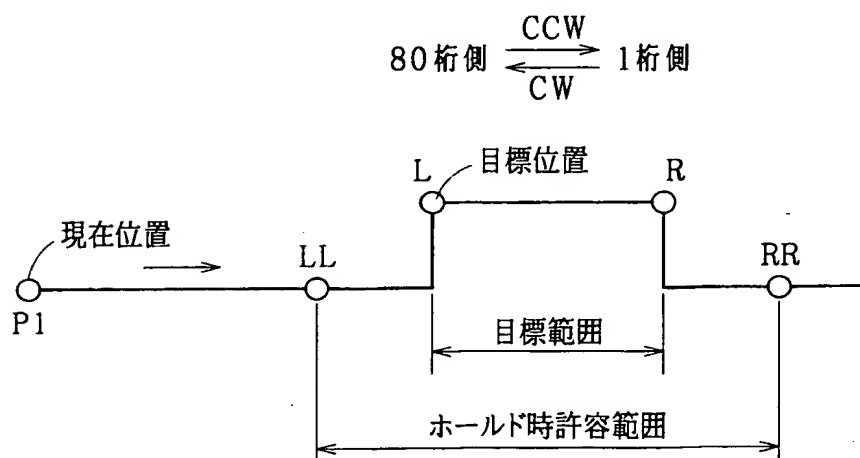 CCW
80桁側 1桁側
CW
L 目標位置 R
現在位置 LL RR
P1
目標範囲
ホールド時許容範囲